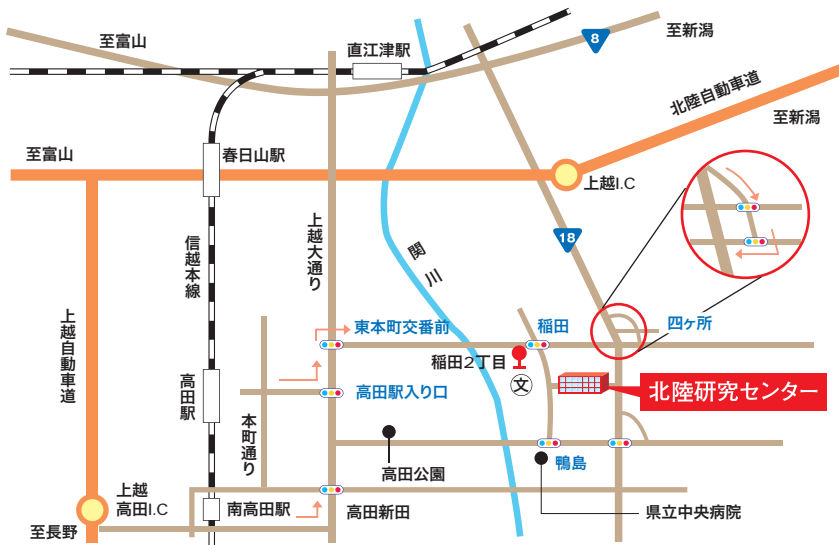 至富山
直江津駅
8
至新潟
北陸自動車道
至新潟
至富山
春日山駅
上越I.C
上越大通り
信越本線
関川
18
上越自動車道
東本町交番前
稲田
四ヶ所
稲田2丁目
文
高田駅
高田駅入り口
北陸研究センター
本町通り
高田公園
鴨島
上越
高田I.C
南高田駅
高田新田
県立中央病院
至長野